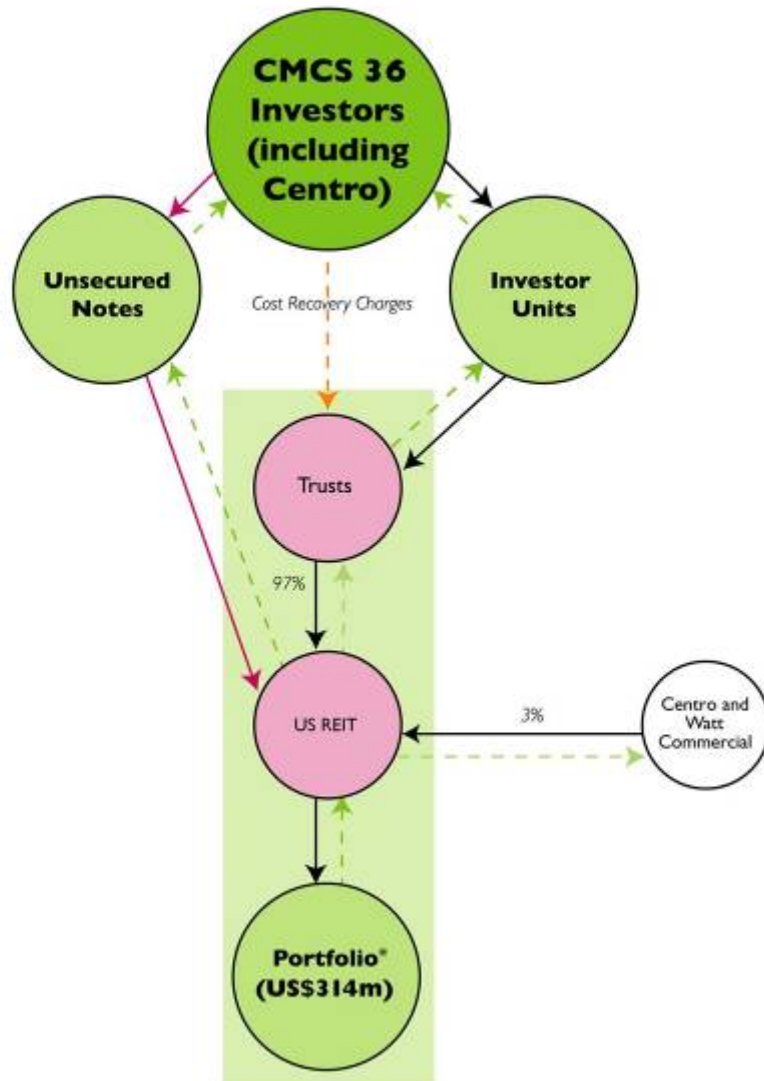 CMCS 36
Investors
(including
Centro)
Unsecured
Notes
Investor
Units
Cost Recovery Charges
Trusts
97%
US REIT
3%
Centro and
Watt
Commercial
Portfolio*
(US$314m)